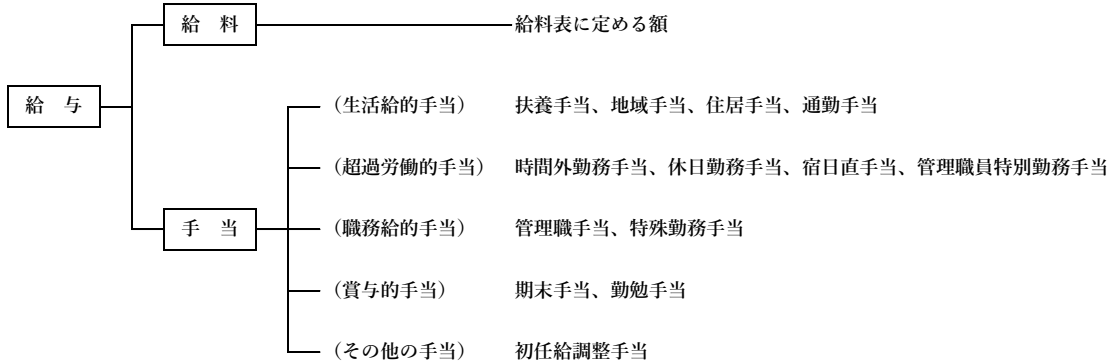 給　料　給料表に定める額
給　与
（生活給的手当）　扶養手当、地域手当、住居手当、通勤手当
（超過労働的手当）　時間外勤務手当、休日勤務手当、宿日直手当、管理職員特別勤務手当
手　当　（職務給的手当）　管理職手当、特殊勤務手当
（賞与的手当）　期末手当、勤勉手当
（その他の手当）　初任給調整手当